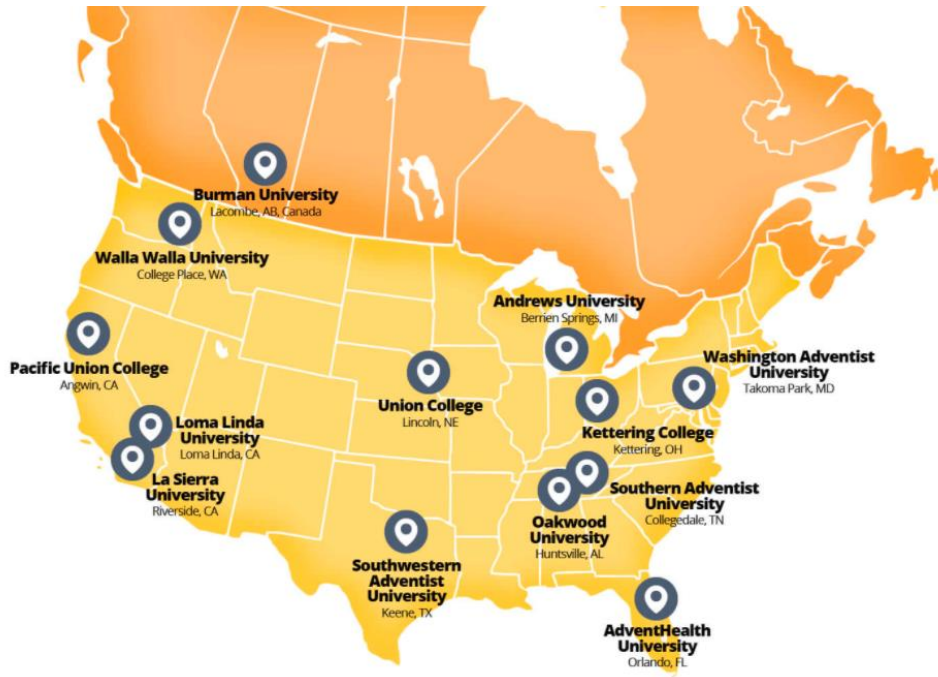 Burman University
Lacombe, AB, Canada
Walla Walla University
College Place, WA
Andrews University
Berrien Springs, MI
Pacific Union College
Angwin, CA
Union College
Lincoln, NE
Washington Adventist
University
Takoma Park, MD
Loma Linda
University
Loma Linda, CA
Kettering College
Kettering, OH
La Sierra
University
Riverside, CA
Southern Adventist
University
Collegedale, TN
Oakwood
University
Huntsville, AL
Southwestern
Adventist
University
Keene, TX
AdventHealth
University
Orlando, FL